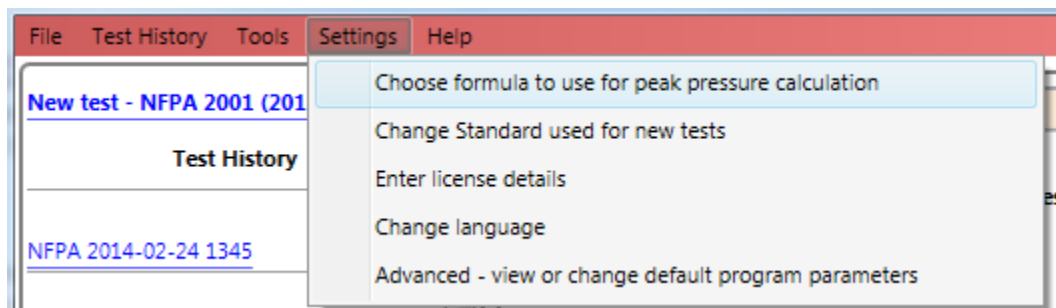 File Test History Tools Settings Help
Choose formula to use for peak pressure calculation
New test - NFPA 2001 (201
Change Standard used for new tests
Test History
Enter license details
Change language
NFPA 2014-02-24 1345
Advanced - view or change default program parameters